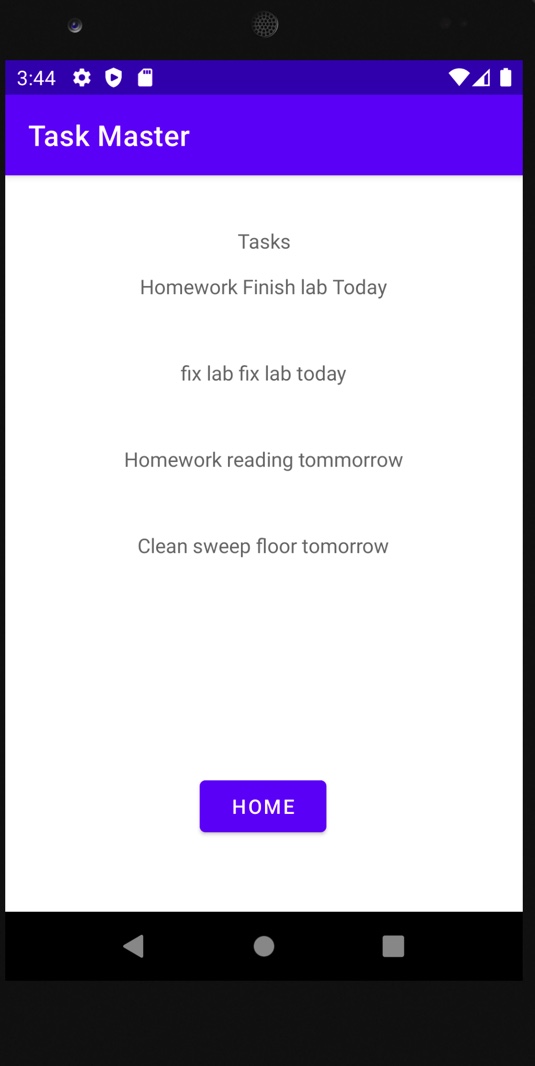 3:44
Task Master
Tasks
Homework Finish lab Today
fix lab fix lab today
Homework reading tommorrow
Clean sweep floor tomorrow
HOME